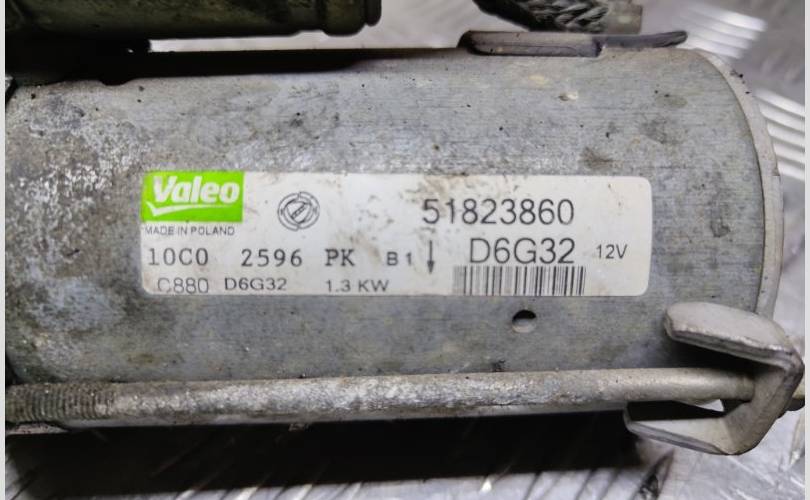 Valeo
51823860
MADE IN POLAND
10C0 2596 PK B1 D6G32 12V
C880 D6G32 1.3 KW